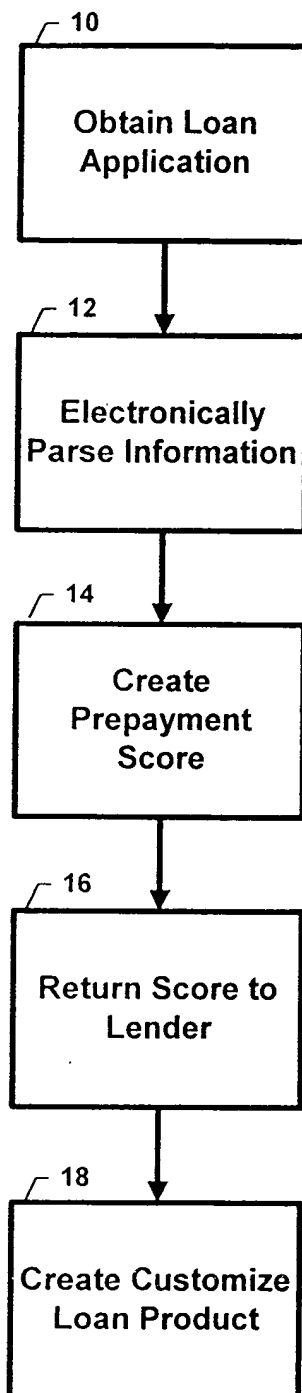 10
Obtain Loan
Application
12
Electronically
Parse Information
14
Create
Prepayment
Score
16
Return Score to
Lender
18
Create Customize
Loan Product